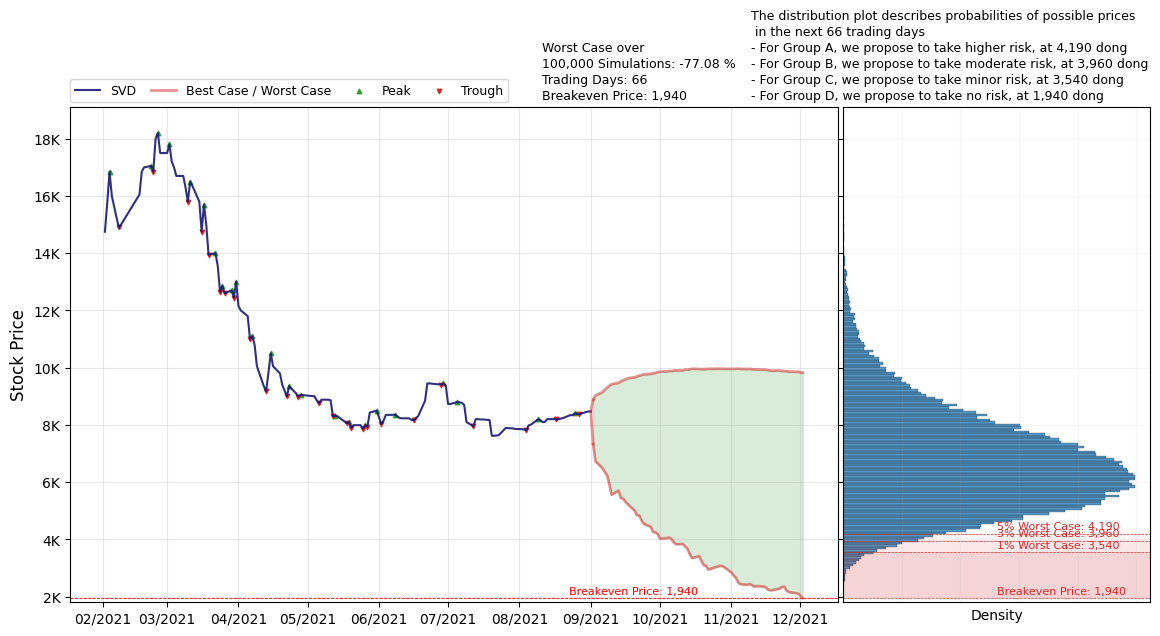 The distribution plot describes probabilities of possible prices
in the next 66 trading days
- For Group A, we propose to take higher risk, at 4,190 dong
- For Group B, we propose to take moderate risk, at 3,960 dong
- For Group C, we propose to take minor risk, at 3,540 dong
- For Group D, we propose to take no risk, at 1,940 dong
Worst Case over
100,000 Simulations: -77.08 %
Trading Days: 66
Breakeven Price: 1,940
SVD
Best Case / Worst Case
Peak
Trough
Stock Price
18K
16K
14K
12K
10K
8K
6K
4K
2K
Breakeven Price: 1,940
02/2021
03/2021
04/2021
05/2021
06/2021
07/2021
08/2021
09/2021
10/2021
11/2021
12/2021
5% Worst Case: 4,190
3% Worst Case: 3,960
1% Worst Case: 3,540
Breakeven Price: 1,940
Density